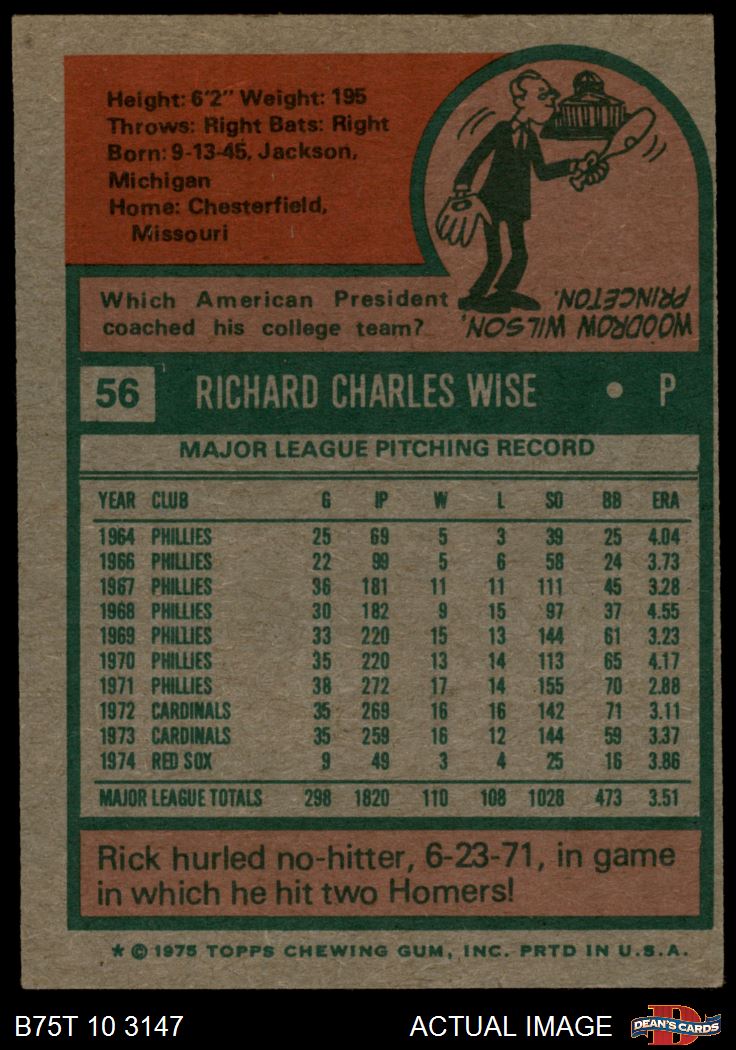 Height: 6'2" Weight: 195
Throws: Right Bats: Right
Born: 9-13-45, Jackson,
Michigan
Home: Chesterfield,
Missouri
Which American President
coached his college team?
WOODROW WILSON,
PRINCETON.
56 RICHARD CHARLES WISE • P
MAJOR LEAGUE PITCHING RECORD
YEAR CLUB G IP W L SO BB ERA
1964 PHILLIES 25 69 5 3 39 25 4.04
1966 PHILLIES 22 99 5 6 58 24 3.73
1967 PHILLIES 36 181 11 11 111 45 3.28
1968 PHILLIES 30 182 9 15 97 37 4.55
1969 PHILLIES 33 220 15 13 144 61 3.23
1970 PHILLIES 35 220 13 14 113 65 4.17
1971 PHILLIES 38 272 17 14 155 70 2.88
1972 CARDINALS 35 269 16 16 142 71 3.11
1973 CARDINALS 35 259 16 12 144 59 3.37
1974 RED SOX 9 49 3 4 25 16 3.86
MAJOR LEAGUE TOTALS 298 1820 110 108 1028 473 3.51
Rick hurled no-hitter, 6-23-71, in game
in which he hit two Homers!
* © 1975 TOPPS CHEWING GUM, INC. PRTD IN U.S.A.
B75T 10 3147 ACTUAL IMAGE DEAN'S CARDS